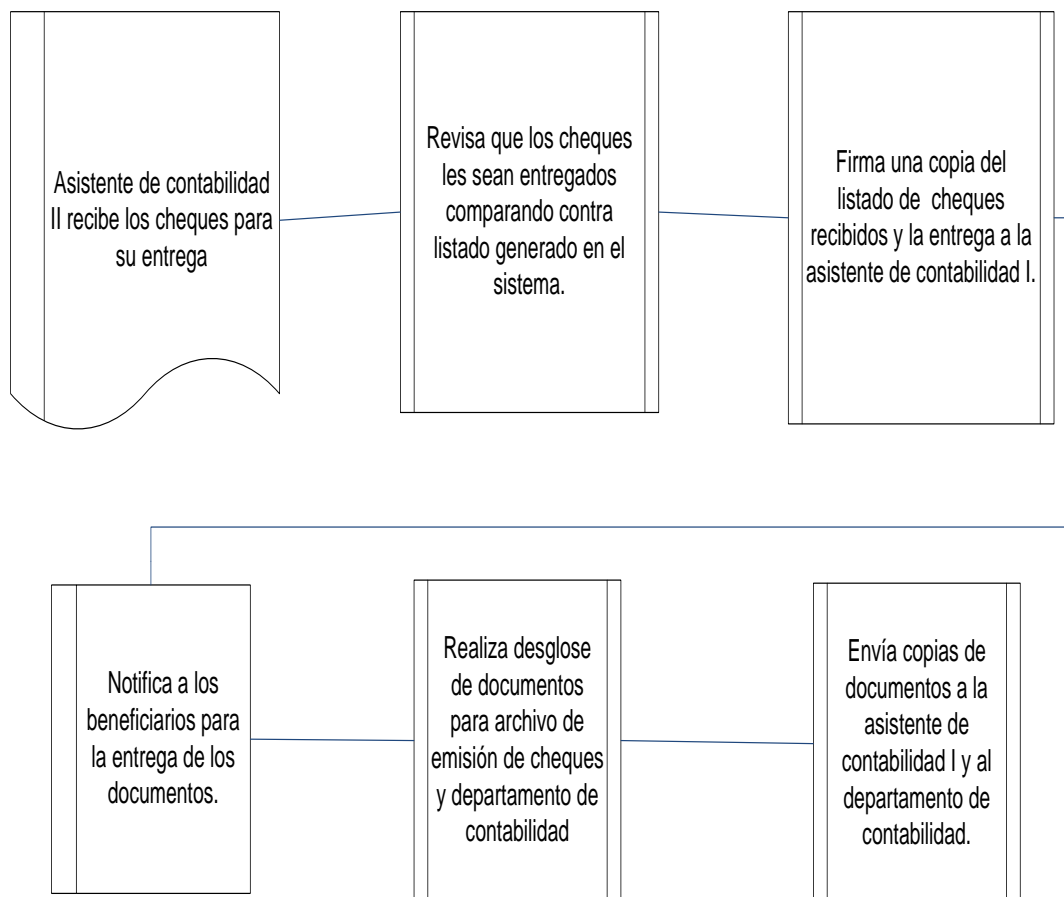 Asistente de contabilidad
II recibe los cheques para
su entrega
Revisa que los cheques
les sean entregados
comparando contra
listado generado en el
sistema.
Firma una copia del
listado de cheques
recibidos y la entrega a la
asistente de contabilidad I.
Notifica a los
beneficiarios para
la entrega de los
documentos.
Realiza desglose
de documentos
para archivo de
emisión de cheques
y departamento de
contabilidad
Envía copias de
documentos a la
asistente de
contabilidad I y al
departamento de
contabilidad.